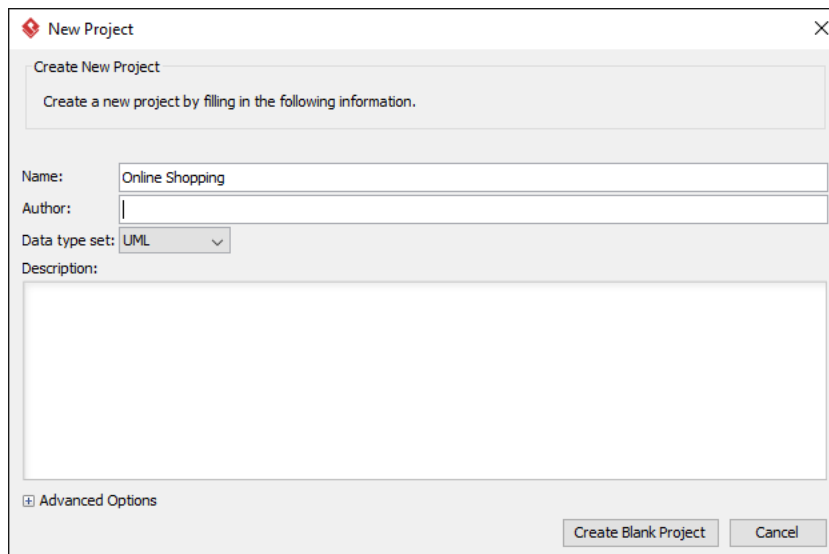 New Project
Create New Project
Create a new project by filling in the following information.
Name: Online Shopping
Author:
Data type set: UML
Description:
Advanced Options
Create Blank Project Cancel